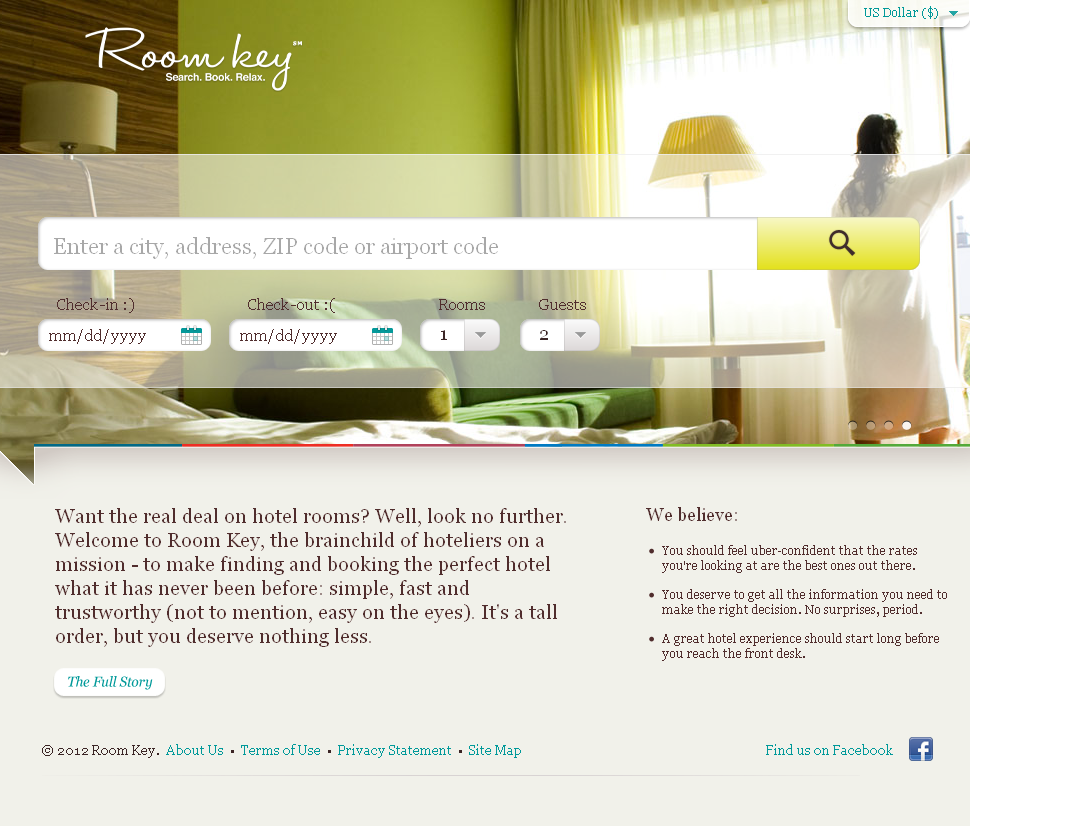 US Dollar ($)
Room key℠
Search. Book. Relax.
Enter a city, address, ZIP code or airport code
Check-in :) Check-out :( Rooms Guests
mm/dd/yyyy mm/dd/yyyy 1 2
Want the real deal on hotel rooms? Well, look no further.
Welcome to Room Key, the brainchild of hoteliers on a
mission - to make finding and booking the perfect hotel
what it has never been before: simple, fast and
trustworthy (not to mention, easy on the eyes). It's a tall
order, but you deserve nothing less.
The Full Story
We believe:
• You should feel uber-confident that the rates
you're looking at are the best ones out there.
• You deserve to get all the information you need to
make the right decision. No surprises, period.
• A great hotel experience should start long before
you reach the front desk.
© 2012 Room Key. About Us • Terms of Use • Privacy Statement • Site Map
Find us on Facebook f